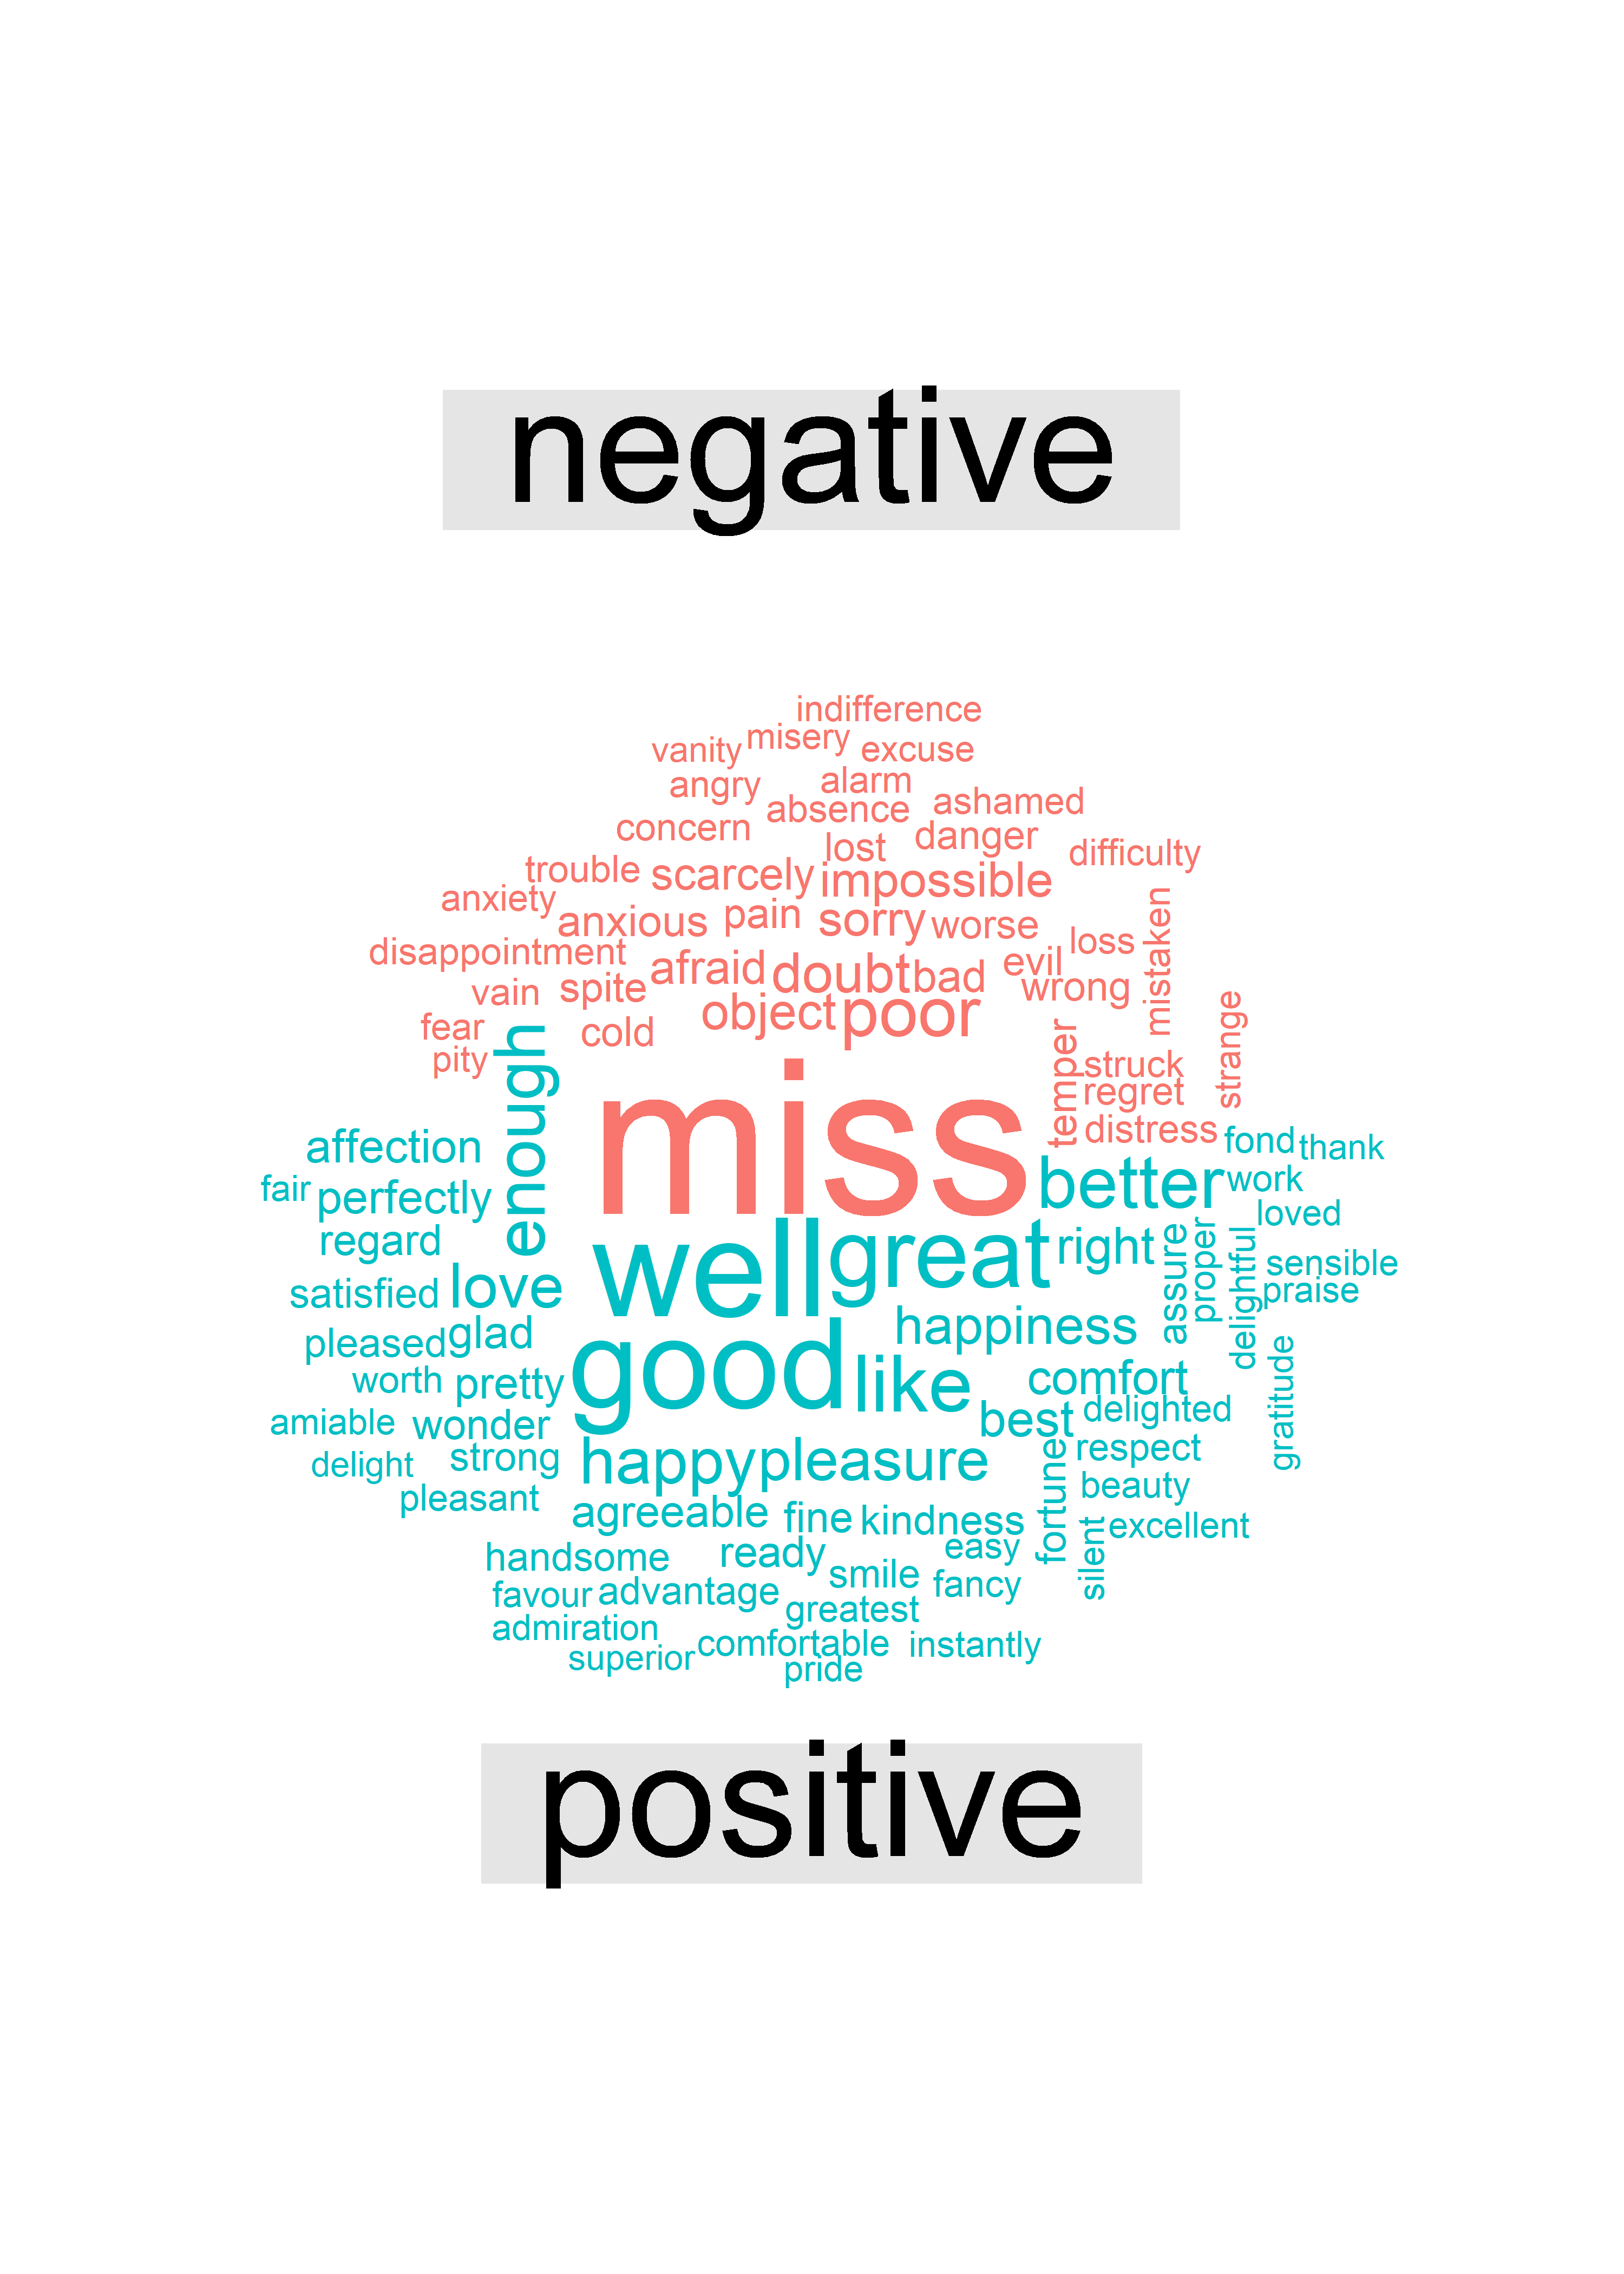 negative
indifference
vanity misery excuse
angry alarm
absence ashamed
concern lost danger
trouble scarcely impossible difficulty
anxiety anxious pain sorry worse mistaken
disappointment afraid doubt bad evil loss
vain spite object poor wrong
fear cold strange
pity enough miss temper struck
regret
distress
affection fond thank
fair perfectly better work
regard well great right assure proper loved
satisfied love delightful sensible
praise
pleased glad happiness
worth pretty good like comfort gratitude
amiable wonder best delighted
delight strong happy pleasure fortune respect
pleasant beauty
agreeable fine kindness silent excellent
handsome ready easy
favour advantage smile fancy
admiration greatest
superior comfortable instantly
pride
positive